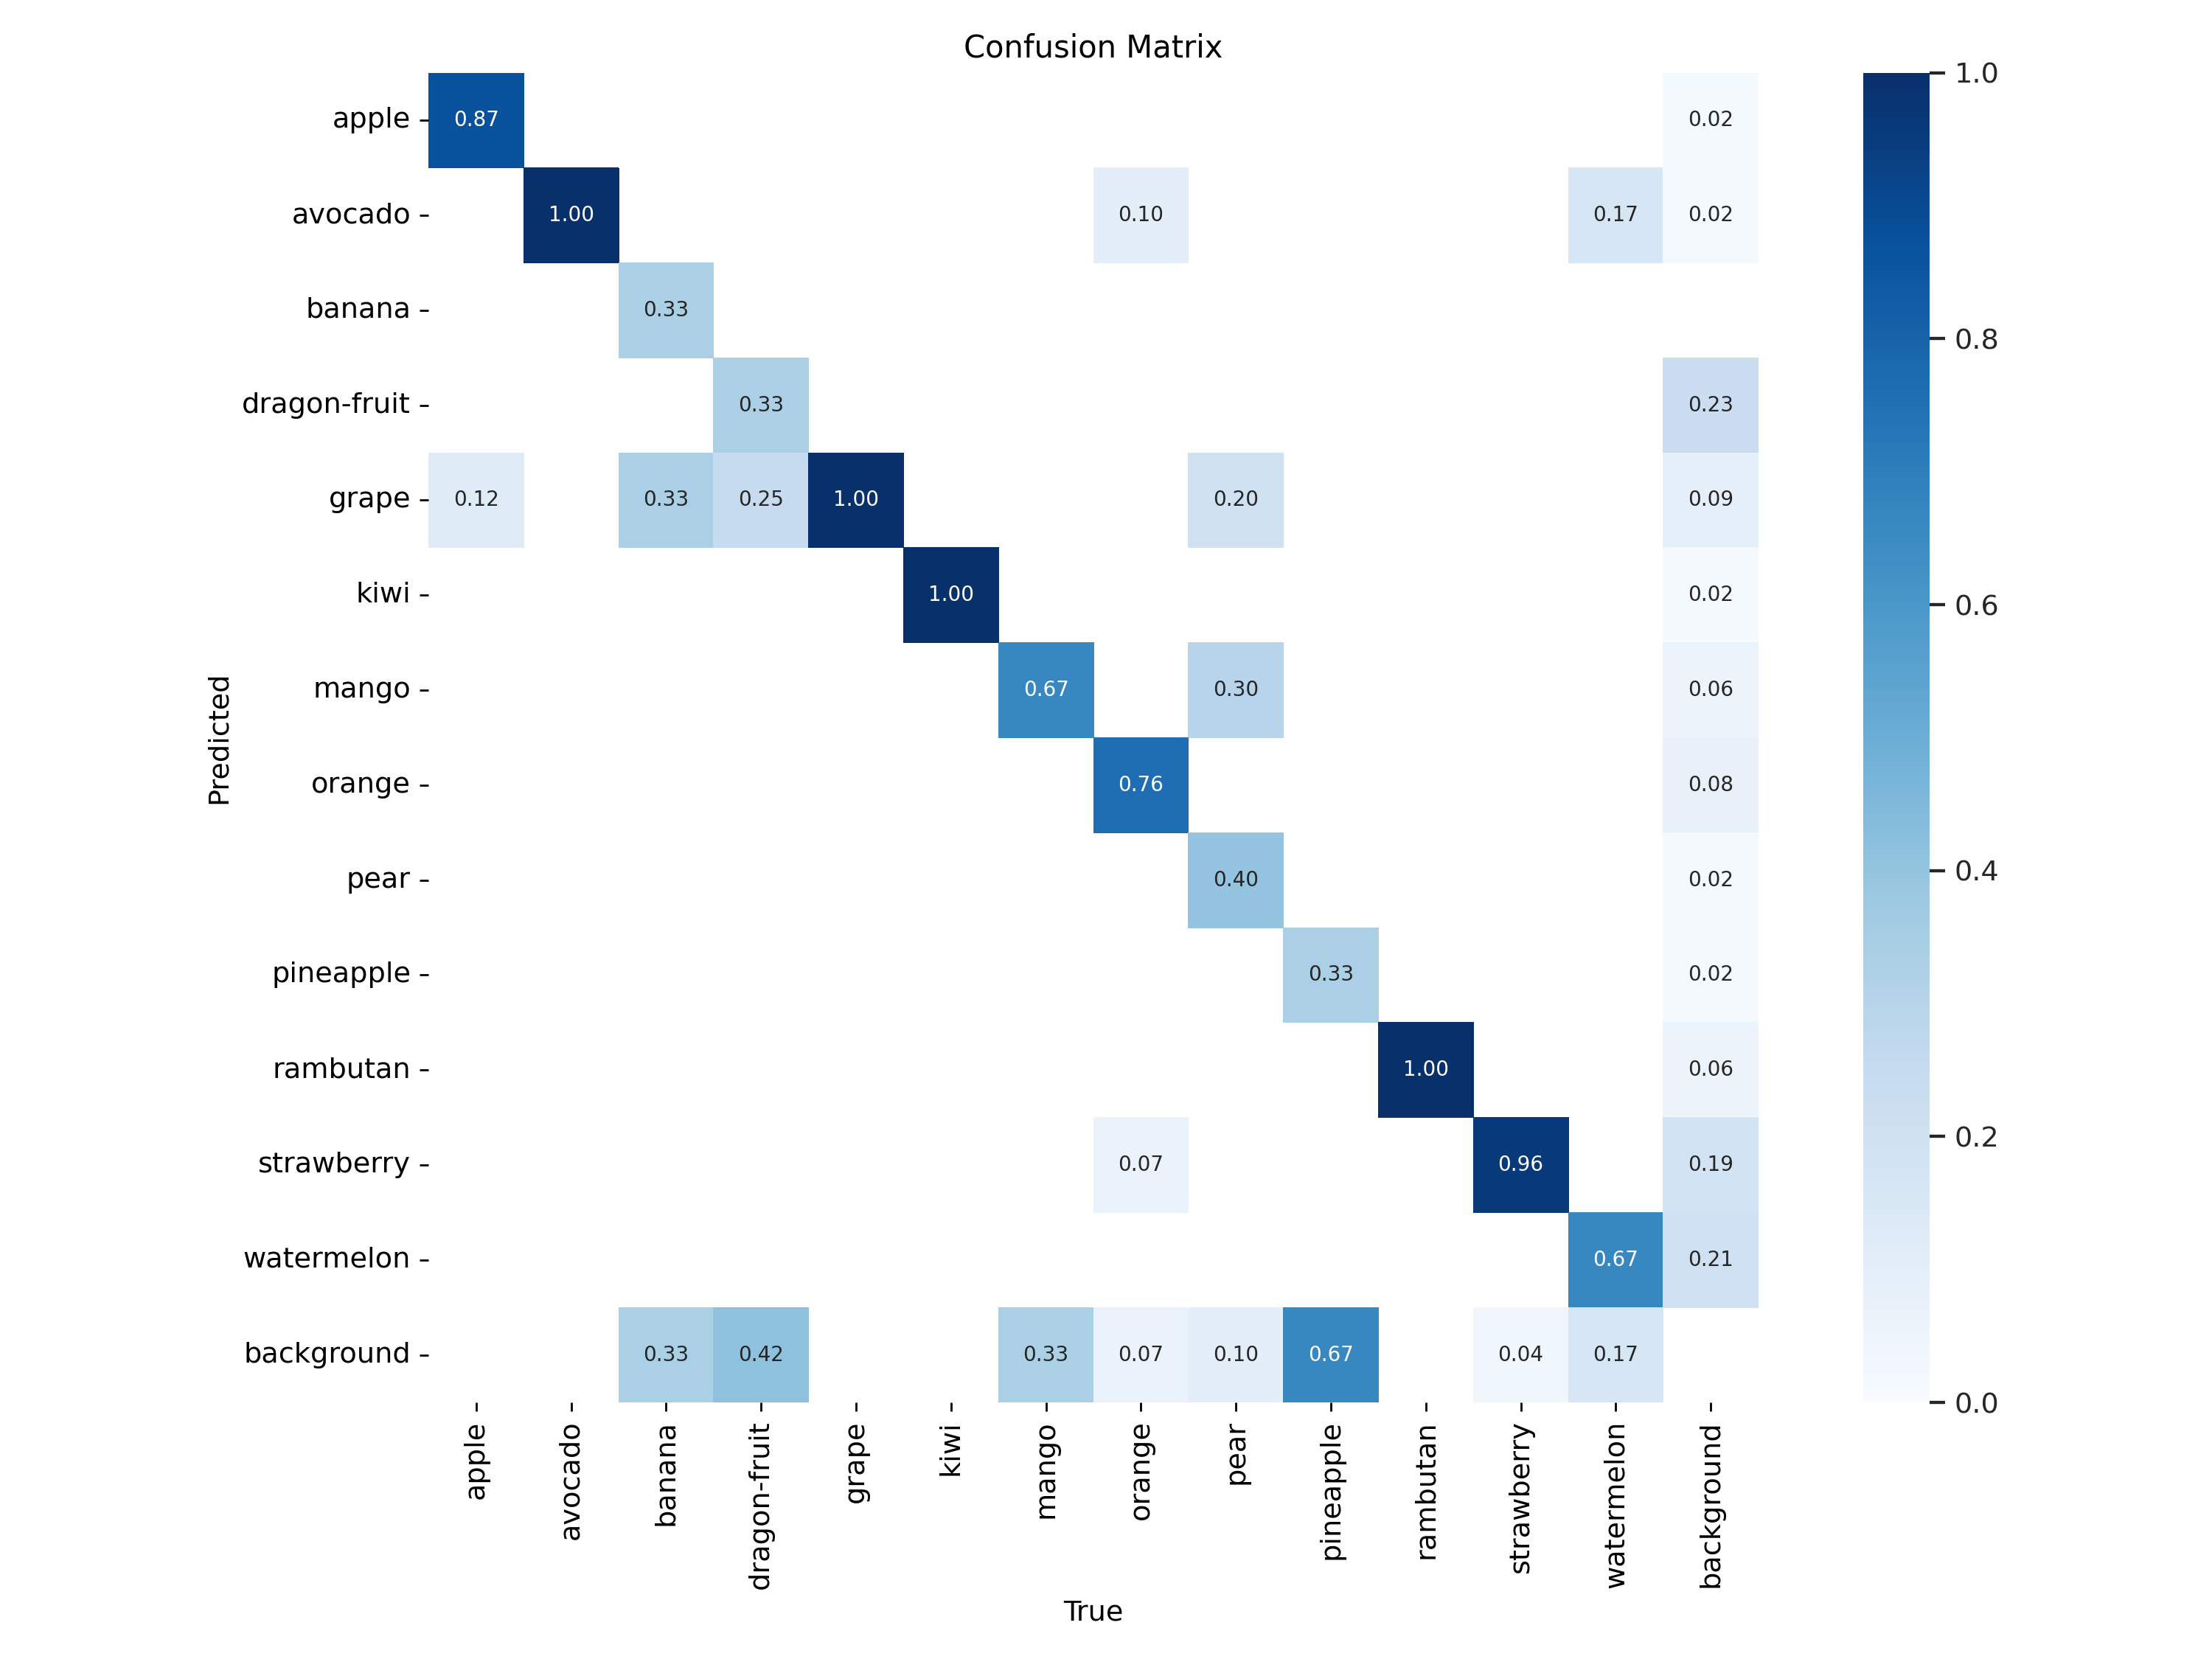 Confusion Matrix
apple 0.87 0.02
avocado 1.00 0.10 0.17 0.02
banana 0.33
dragon-fruit 0.33 0.23
grape 0.12 0.33 0.25 1.00 0.20 0.09
kiwi 1.00 0.02
mango 0.67 0.30 0.06
orange 0.76 0.08
pear 0.40 0.02
pineapple 0.33 0.02
rambutan 1.00 0.06
strawberry 0.07 0.96 0.19
watermelon 0.67 0.21
background 0.33 0.42 0.33 0.07 0.10 0.67 0.04 0.17
Predicted
apple avocado banana dragon-fruit grape kiwi mango orange pear pineapple rambutan strawberry watermelon background
True
1.0
0.8
0.6
0.4
0.2
0.0